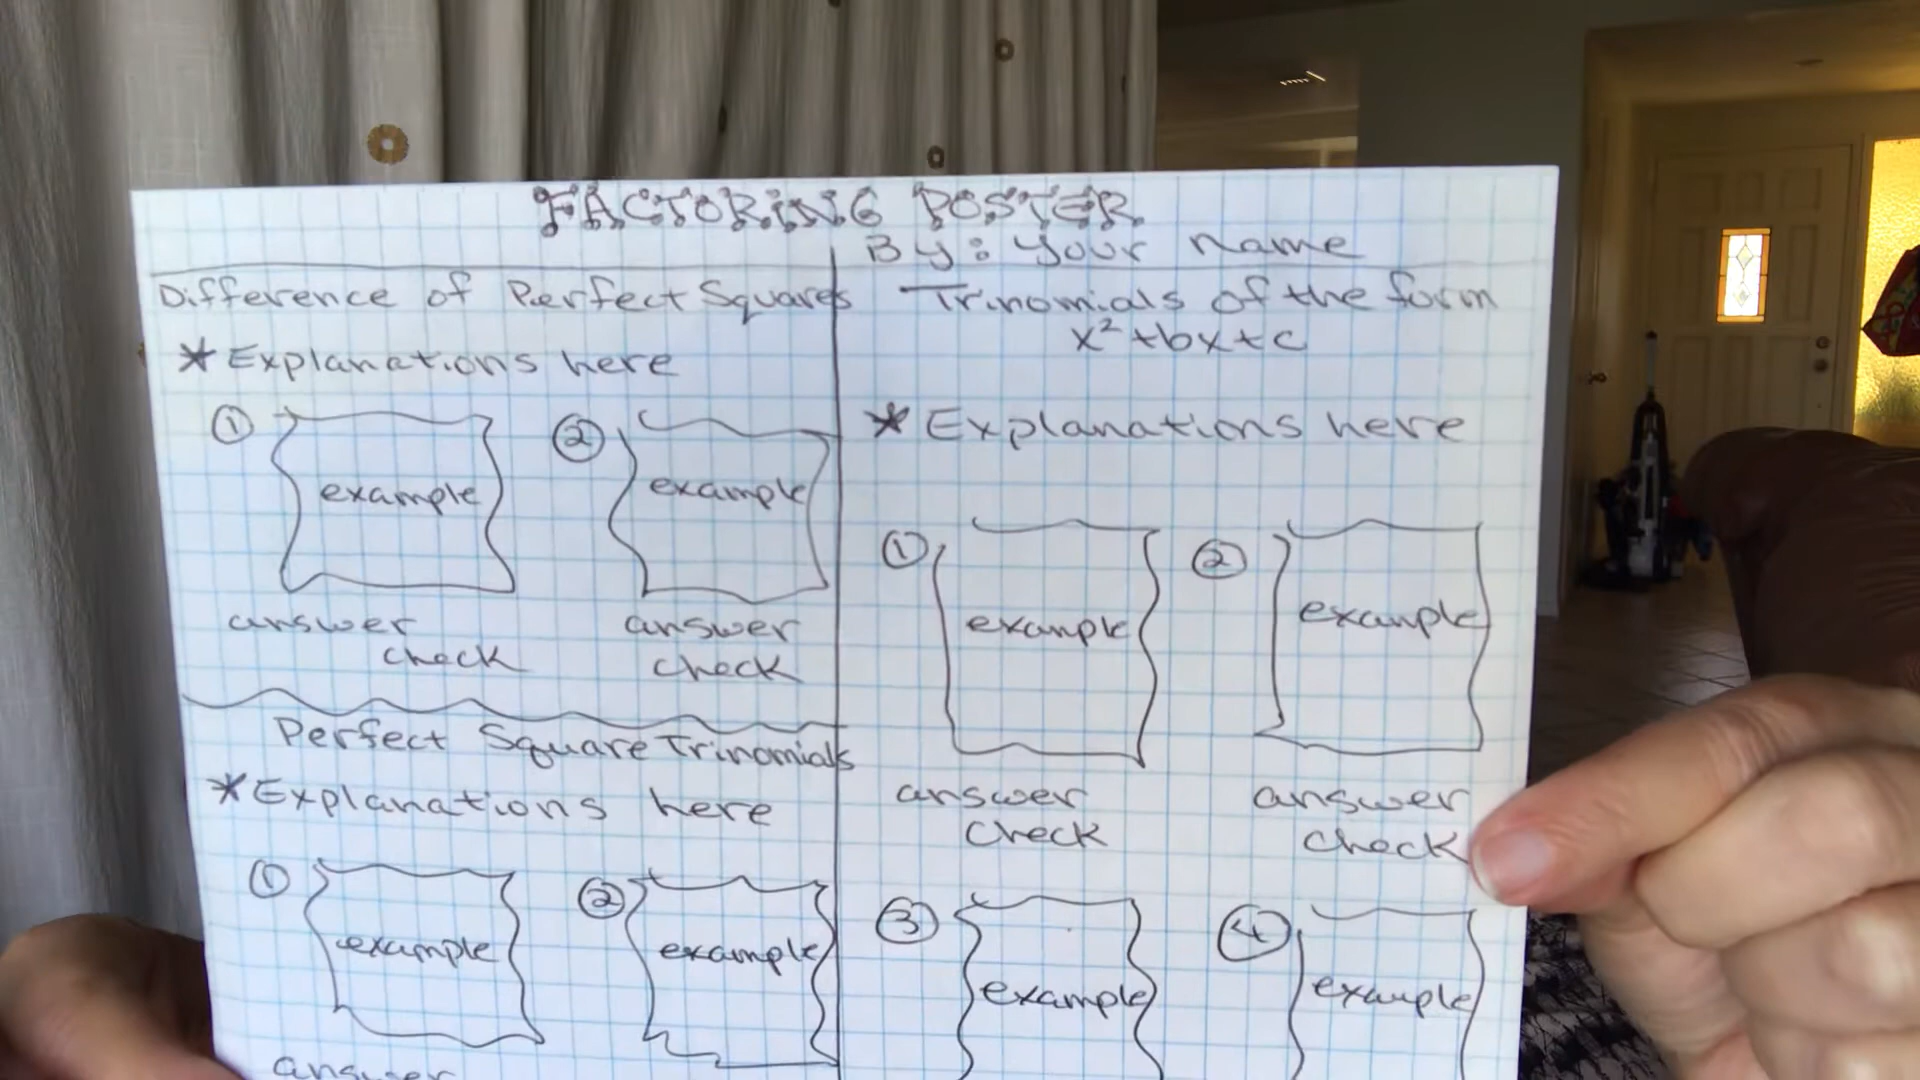 FACTORING POSTER
By: Your name
Difference of Perfect Squares
*Explanations here
① example
② example
answer
check
answer
check
Perfect Square Trinomials
*Explanations here
① example
② example
answer
Trinomials of the form
x²+bx+c
*Explanations here
① example
② example
answer
check
answer
check
③ example
④ example